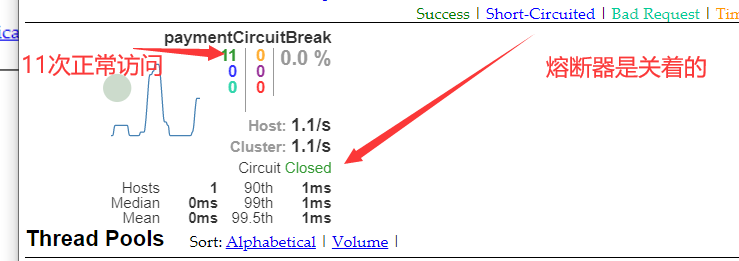 Success | Short-Circuited | Bad Request | Tim
ica
paymentCircuitBreak
11次正常访问
11 0 0.0 %
0 0
0 0
熔断器是关着的
Host: 1.1/s
Cluster: 1.1/s
Circuit Closed
Hosts 1 90th 1ms
Median 0ms 99th 1ms
Mean 0ms 99.5th 1ms
Thread Pools Sort: Alphabetical | Volume |